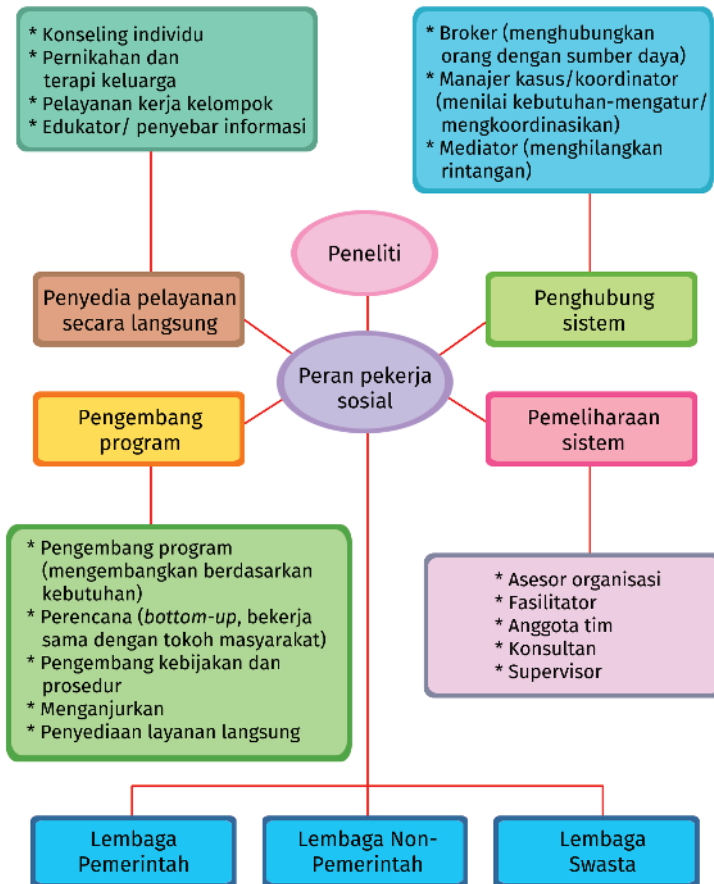 * Konseling individu
* Pernikahan dan
terapi keluarga
* Pelayanan kerja kelompok
* Edukator/ penyebar informasi
* Broker (menghubungkan
orang dengan sumber daya)
* Manajer kasus/koordinator
(menilai kebutuhan-mengatur/
mengkoordinasikan)
* Mediator (menghilangkan
rintangan)
Peneliti
Penyedia pelayanan
secara langsung
Penghubung
sistem
Peran pekerja
sosial
Pengembang
program
Pemeliharaan
sistem
* Pengembang program
(mengembangkan berdasarkan
kebutuhan)
* Perencana (bottom-up, bekerja
sama dengan tokoh masyarakat)
* Pengembang kebijakan dan
prosedur
* Menganjurkan
* Penyediaan layanan langsung
* Asesor organisasi
* Fasilitator
* Anggota tim
* Konsultan
* Supervisor
Lembaga
Pemerintah
Lembaga Non-
Pemerintah
Lembaga
Swasta